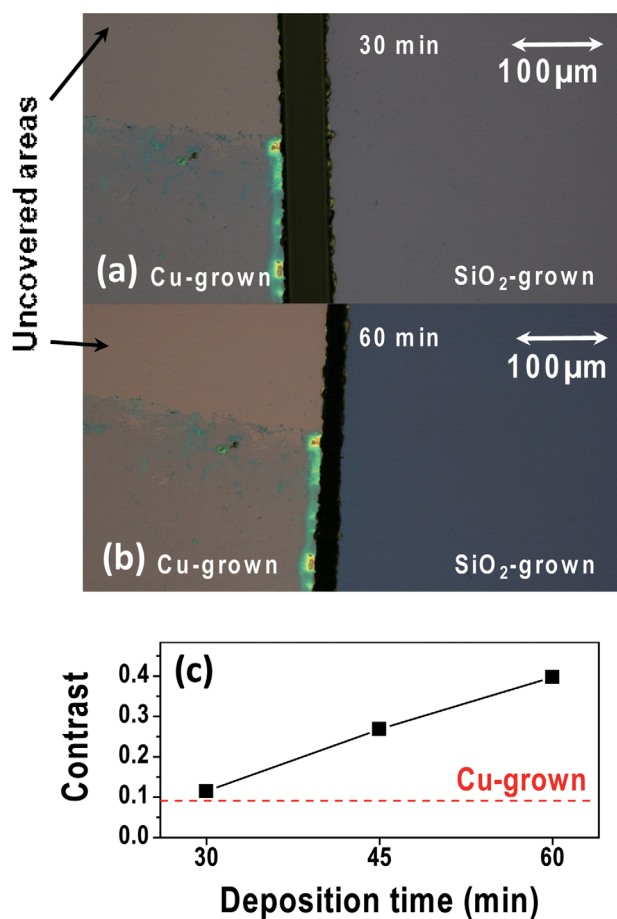 Uncovered areas
30 min
100µm
(a) Cu-grown
SiO₂-grown
60 min
100µm
(b) Cu-grown
SiO₂-grown
(c)
Contrast
0.4
0.3
0.2
0.1
0.0
Cu-grown
30 45 60
Deposition time (min)